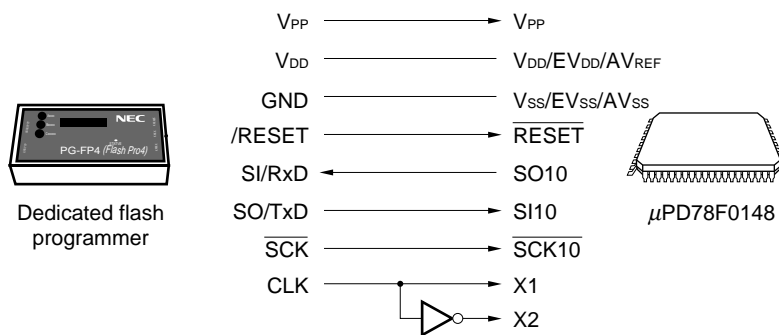 VPP VPP
VDD VDD/EVDD/AVREF
GND VSS/EVSS/AVSS
/RESET RESET
SI/RxD SO10
SO/TxD SI10
SCK SCK10
CLK X1
X2
NEC
PG-FP4 (Flash Pro4)
Dedicated flash
programmer
μPD78F0148